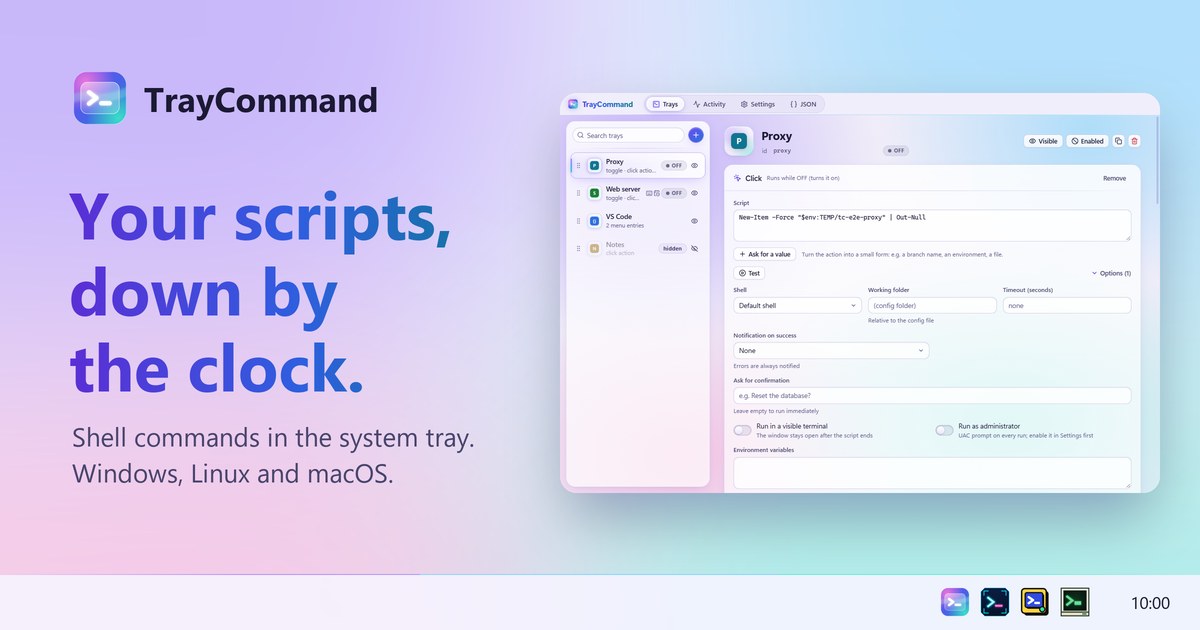 TrayCommand
Your scripts,
down by
the clock.
Shell commands in the system tray.
Windows, Linux and macOS.
TrayCommand
Trays
Activity
Settings
{ } JSON
Search trays
Proxy
toggle · click actio...
OFF
Web server
toggle · clic...
OFF
VS Code
2 menu entries
Notes
click action
hidden
P
Proxy
id proxy
OFF
Visible
Enabled
Click
Runs while OFF (turns it on)
Remove
Script
New-Item -Force "$env:TEMP/tc-e2e-proxy" | Out-Null
+ Ask for a value
Turn the action into a small form: e.g. a branch name, an environment, a file.
Test
Options (1)
Shell
Working folder
Timeout (seconds)
Default shell
(config folder)
none
Relative to the config file
Notification on success
None
Errors are always notified
Ask for confirmation
e.g. Reset the database?
Leave empty to run immediately
Run in a visible terminal
The window stays open after the script ends
Run as administrator
UAC prompt on every run; enable it in Settings first
Environment variables
10:00